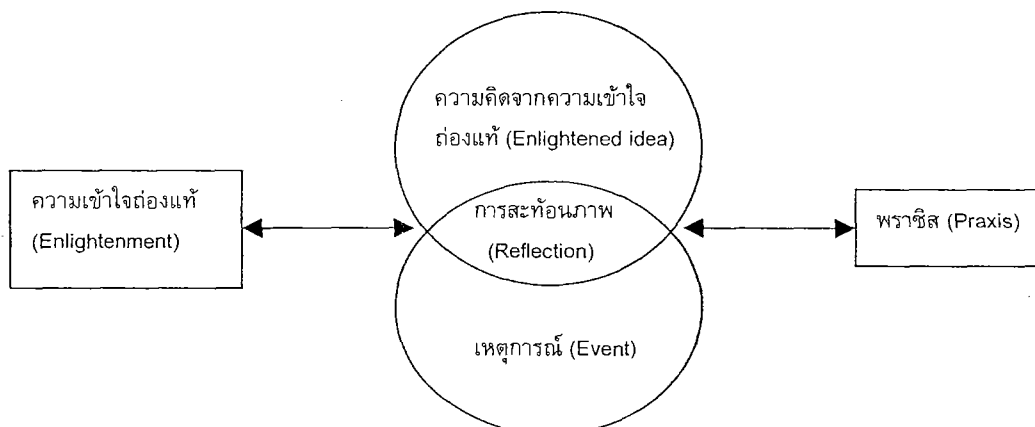 ความคิดจากความเข้าใจ
ถ่องแท้ (Enlightened idea)
ความเข้าใจถ่องแท้
(Enlightenment)
การสะท้อนภาพ
(Reflection)
พราซิส (Praxis)
เหตุการณ์ (Event)